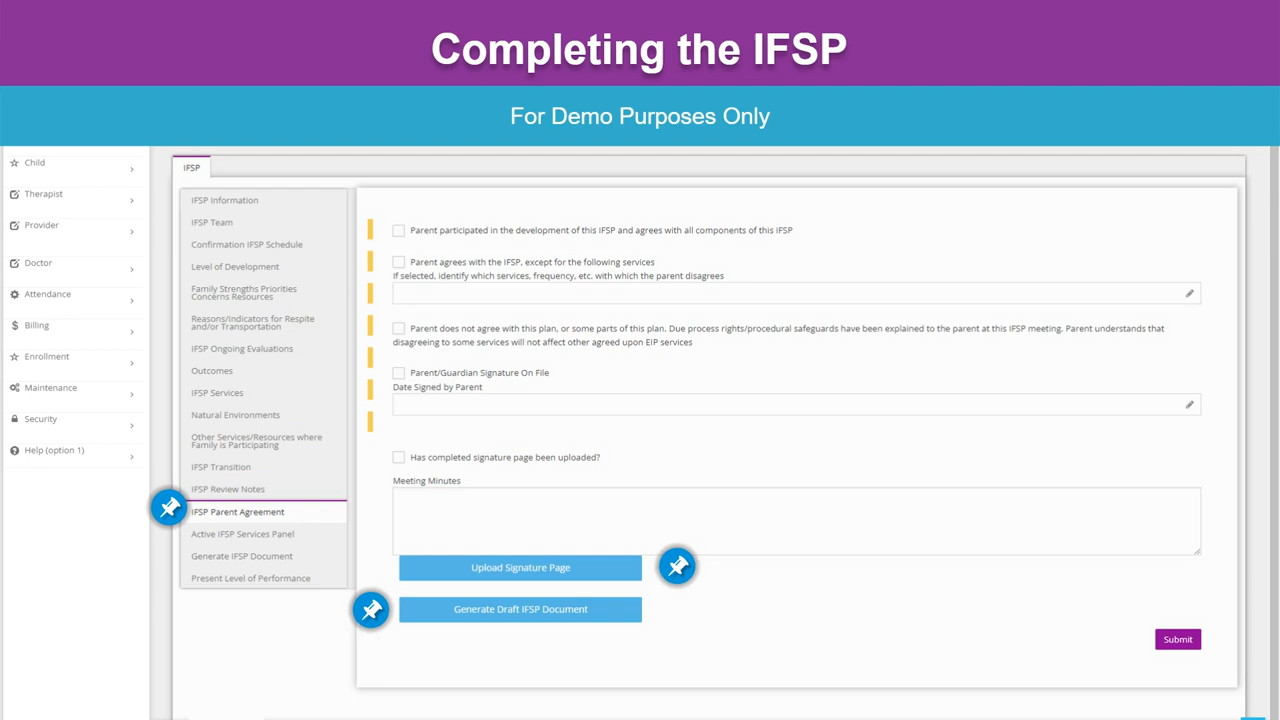 Completing the IFSP
For Demo Purposes Only
Child
Therapist
Provider
Doctor
Attendance
Billing
Enrollment
Maintenance
Security
Help (option 1)
IFSP
IFSP Information
IFSP Team
Confirmation IFSP Schedule
Level of Development
Family Strengths Priorities
Concerns Resources
Reasons/Indicators for Respite
and/or Transportation
IFSP Ongoing Evaluations
Outcomes
IFSP Services
Natural Environments
Other Services/Resources where
Family is Participating
IFSP Transition
IFSP Review Notes
IFSP Parent Agreement
Active IFSP Services Panel
Generate IFSP Document
Present Level of Performance
Parent participated in the development of this IFSP and agrees with all components of this IFSP
Parent agrees with the IFSP, except for the following services
If selected, identify which services, frequency, etc. with which the parent disagrees
Parent does not agree with this plan, or some parts of this plan. Due process rights/procedural safeguards have been explained to the parent at this IFSP meeting. Parent understands that
disagreeing to some services will not affect other agreed upon EIP services
Parent/Guardian Signature On File
Date Signed by Parent
Has completed signature page been uploaded?
Meeting Minutes
Upload Signature Page
Generate Draft IFSP Document
Submit